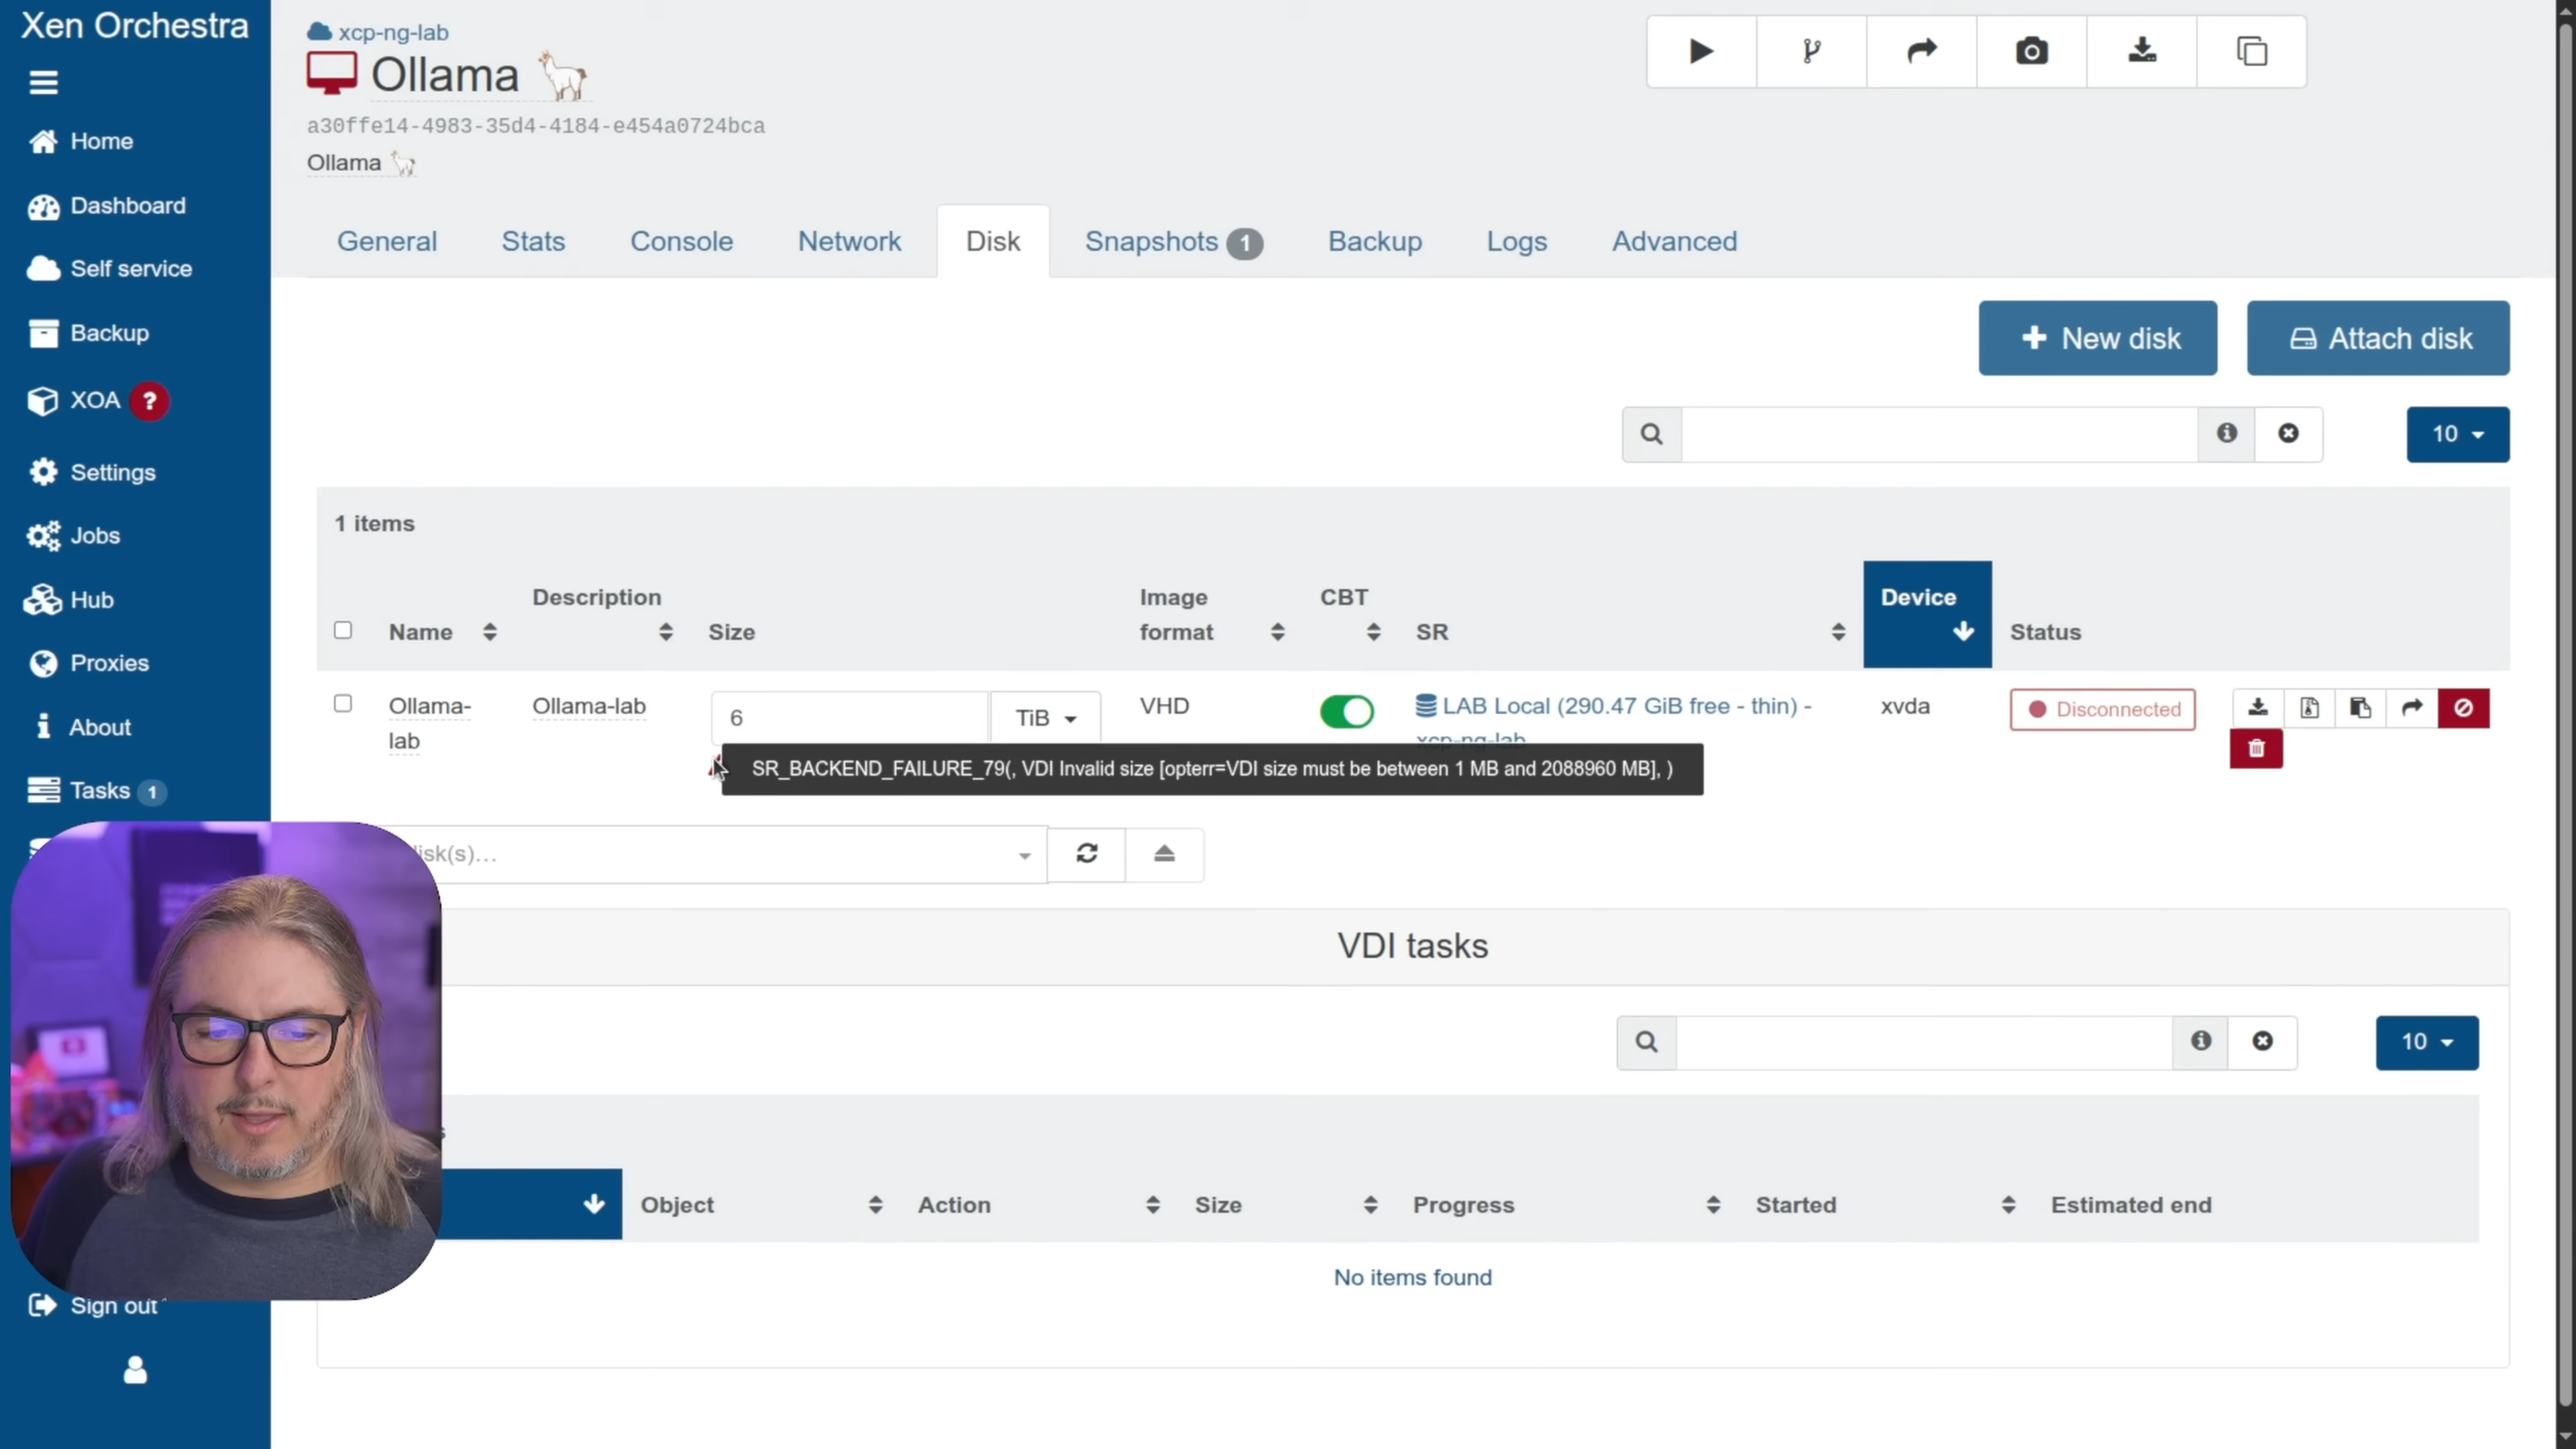 Xen Orchestra
Home
Dashboard
Self service
Backup
XOA ?
Settings
Jobs
Hub
Proxies
About
Tasks 1
Sign out
xcp-ng-lab
Ollama 🦙
a30ffe14-4983-35d4-4184-e454a0724bca
Ollama 🦙
General Stats Console Network Disk Snapshots 1 Backup Logs Advanced
New disk Attach disk
10
1 items
Name Description Size Image format CBT SR Device Status
Ollama-lab Ollama-lab 6 TiB VHD LAB Local (290.47 GiB free - thin) - xcp-ng-lab xvda Disconnected
SR_BACKEND_FAILURE_79(, VDI Invalid size [opterr=VDI size must be between 1 MB and 2088960 MB], )
isk(s)...
VDI tasks
10
Object Action Size Progress Started Estimated end
No items found